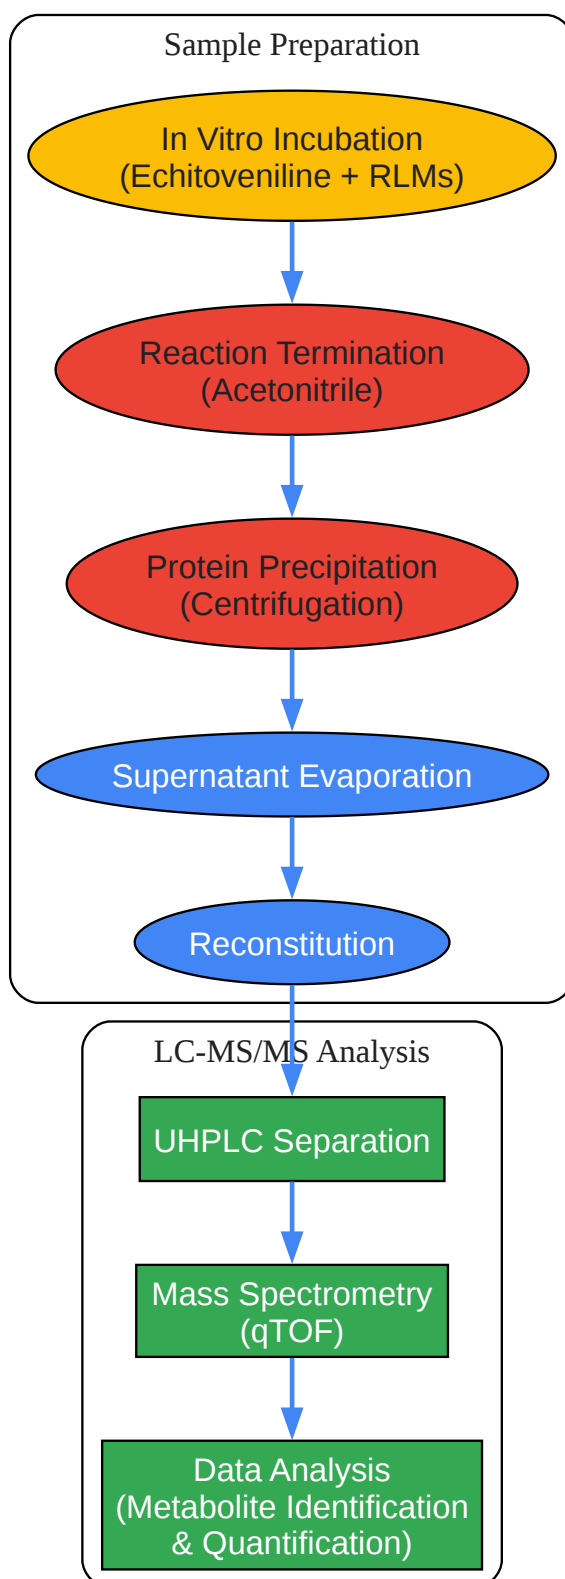 Sample Preparation
In Vitro Incubation
(Echitoveniline + RLMs)
Reaction Termination
(Acetonitrile)
Protein Precipitation
(Centrifugation)
Supernatant Evaporation
Reconstitution
LC-MS/MS Analysis
UHPLC Separation
Mass Spectrometry
(qTOF)
Data Analysis
(Metabolite Identification
& Quantification)